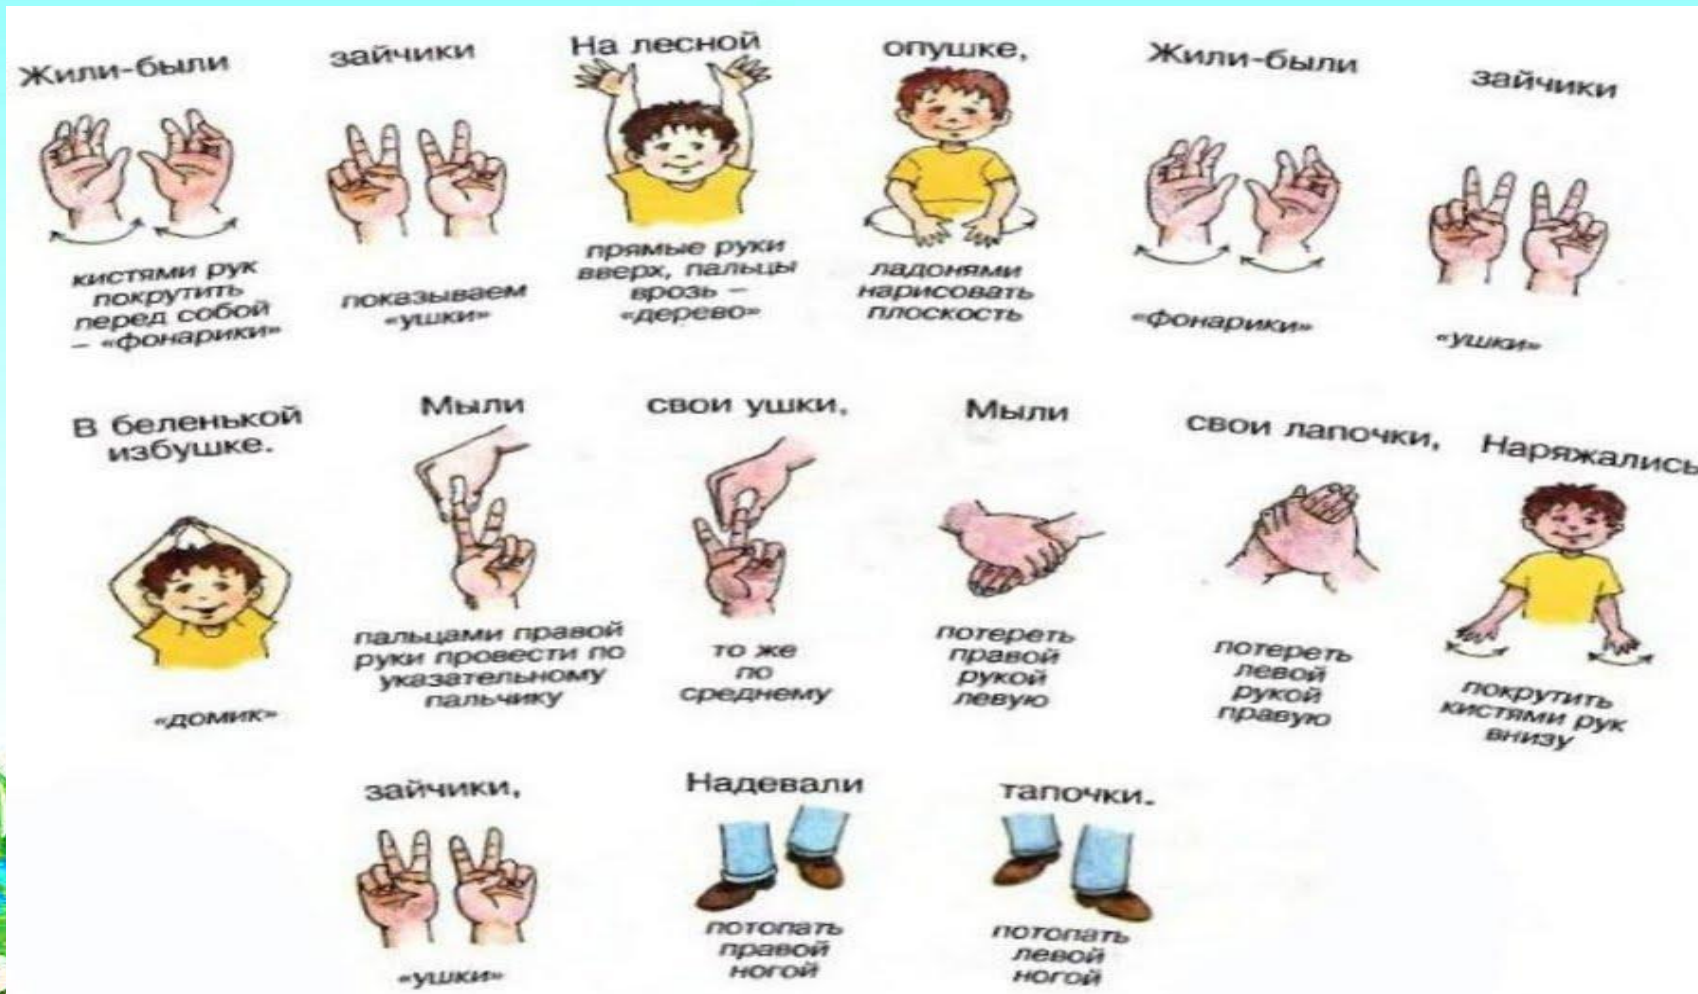 Жили-были
зайчики
На лесной
опушке,
Жили-были
зайчики
кистями рук
покрутить
перед собой
– «фонарики»
показываем
«ушки»
прямые руки
вверх, пальцы
врозь –
«дерево»
ладонями
нарисовать
плоскость
«фонарики»
«ушки»
В беленькой
избушке.
Мыли
свои ушки,
Мыли
свои лапочки,
Наряжались
«домик»
пальцами правой
руки провести по
указательному
пальчику
то же
по
среднему
потереть
правой
рукой
левую
потереть
левой
рукой
правую
покрутить
кистями рук
внизу
зайчики,
Надевали
тапочки.
«ушки»
потопать
правой
ногой
потопать
левой
ногой